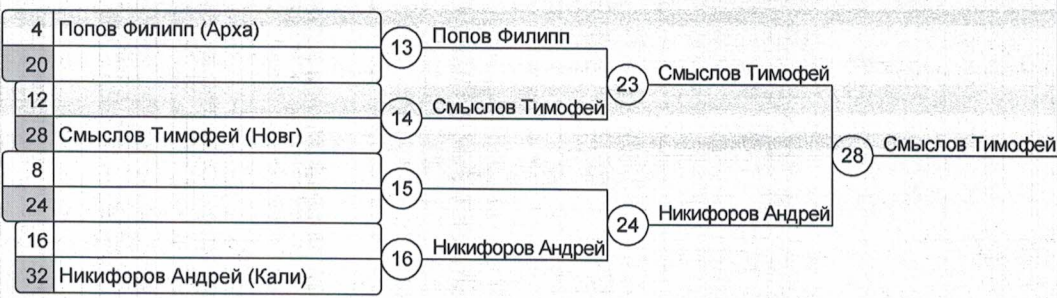 4 Попов Филипп (Арха)
20
12
28 Смыслов Тимофей (Новг)
8
24
16
32 Никифоров Андрей (Кали)
13 Попов Филипп
14 Смыслов Тимофей
15
16 Никифоров Андрей
23 Смыслов Тимофей
24 Никифоров Андрей
28 Смыслов Тимофей